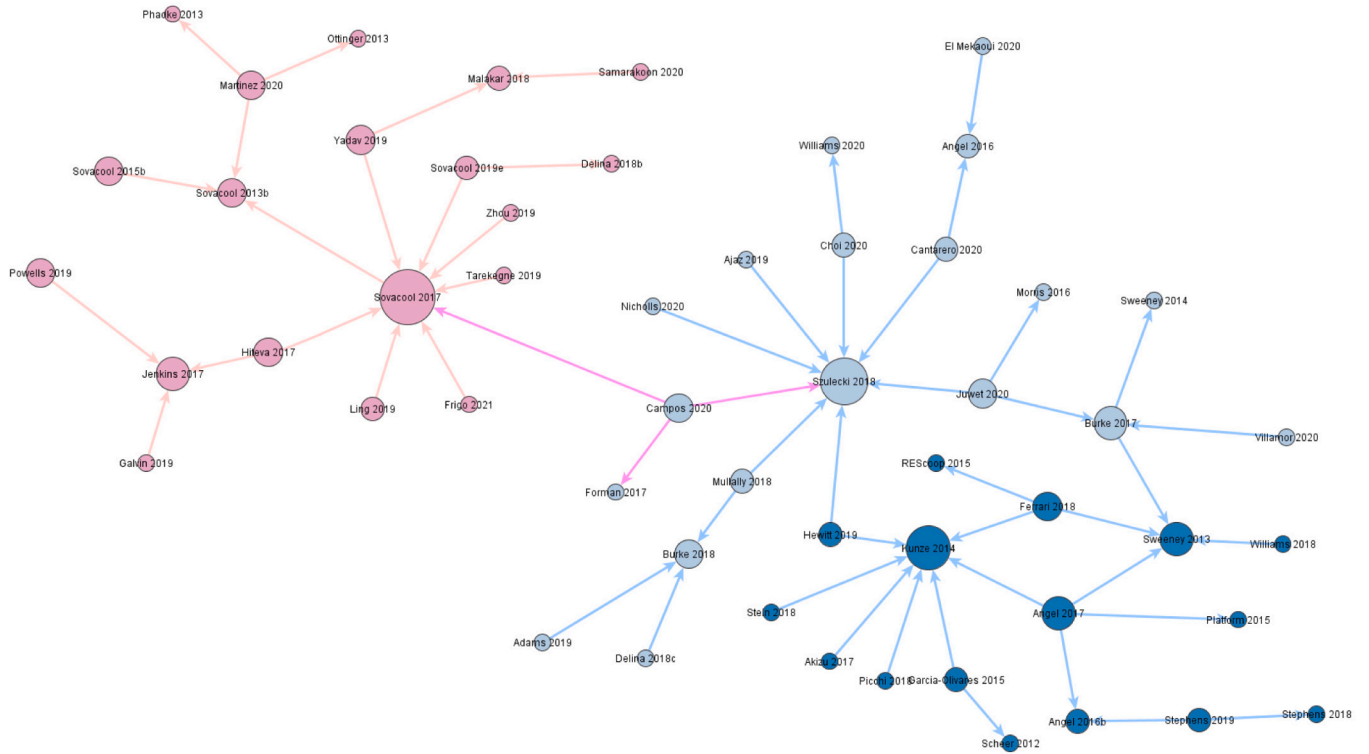 Phadke 2013
Ottinger 2013
El Mekaoui 2020
Malakar 2018
Samarakoon 2020
Martinez 2020
Yadav 2019
Williams 2020
Angel 2016
Sovacool 2015b
Sovacool 2019e
Delina 2018b
Sovacool 2013b
Zhou 2019
Choi 2020
Cantarero 2020
Ajaz 2019
Powells 2019
Tarekegne 2019
Sovacool 2017
Morris 2016
Sweeney 2014
Nicholls 2020
Hiteva 2017
Jenkins 2017
Szulecki 2018
Juwet 2020
Ling 2019
Frigo 2021
Campos 2020
Burke 2017
Villamor 2020
Galvin 2019
REScoop 2015
Mullally 2018
Forman 2017
Ferrari 2018
Hewitt 2019
Sweeney 2013
Williams 2018
Kunze 2014
Burke 2018
Stein 2018
Angel 2017
Platform 2015
Adams 2019
Delina 2018c
Akizu 2017
Picchi 2018
Garcia-Olivares 2015
Angel 2016b
Stephens 2019
Stephens 2018
Scheer 2012